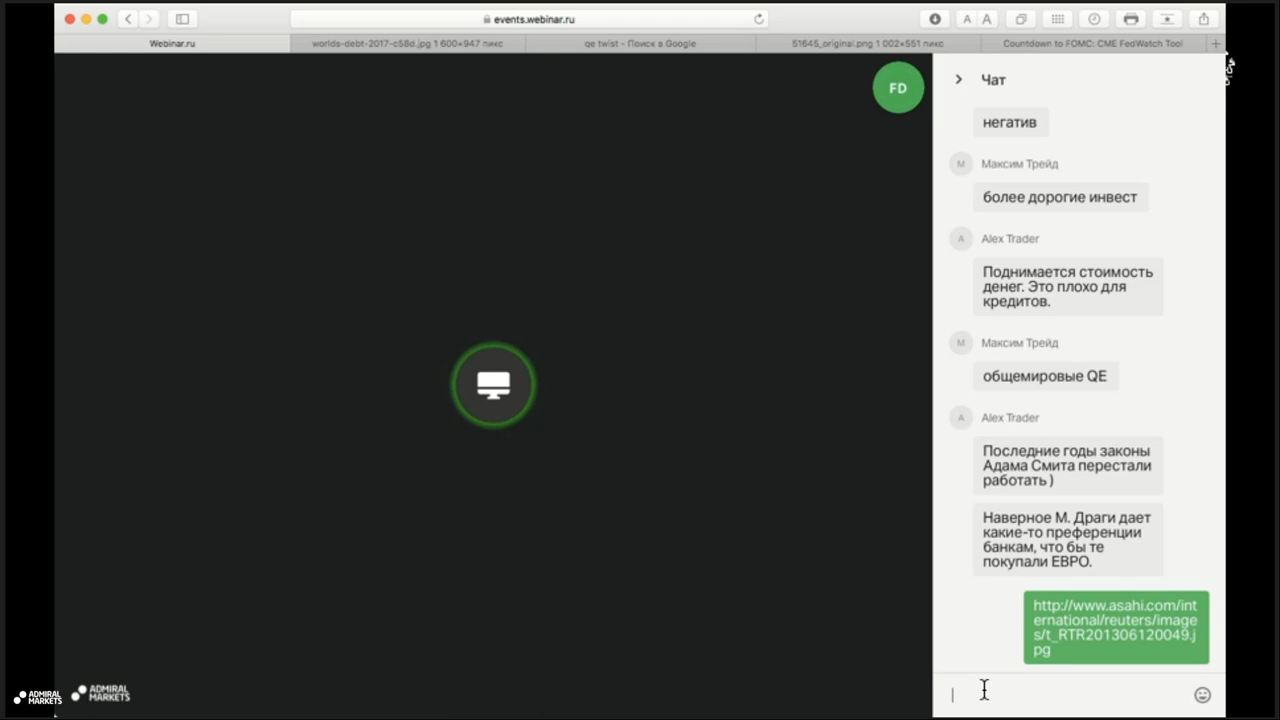 events.webinar.ru
A A
Webinar.ru
worlds-debt-2017-c58d.jpg 1 600×947 пикс
qe twist - Поиск в Google
51645_original.png 1 002×551 пикс
Countdown to FOMC: CME FedWatch Tool
FD
Чат
негатив
М
Максим Трейд
более дорогие инвест
A
Alex Trader
Поднимается стоимость
денег. Это плохо для
кредитов.
М
Максим Трейд
общемировые QE
A
Alex Trader
Последние годы законы
Адама Смита перестали
работать )
Наверное М. Драги дает
какие-то преференции
банкам, что бы те
покупали ЕВРО.
http://www.asahi.com/int
ernational/reuters/image
s/t_RTR201306120049.j
pg
ADMIRAL
MARKETS
ADMIRAL
MARKETS